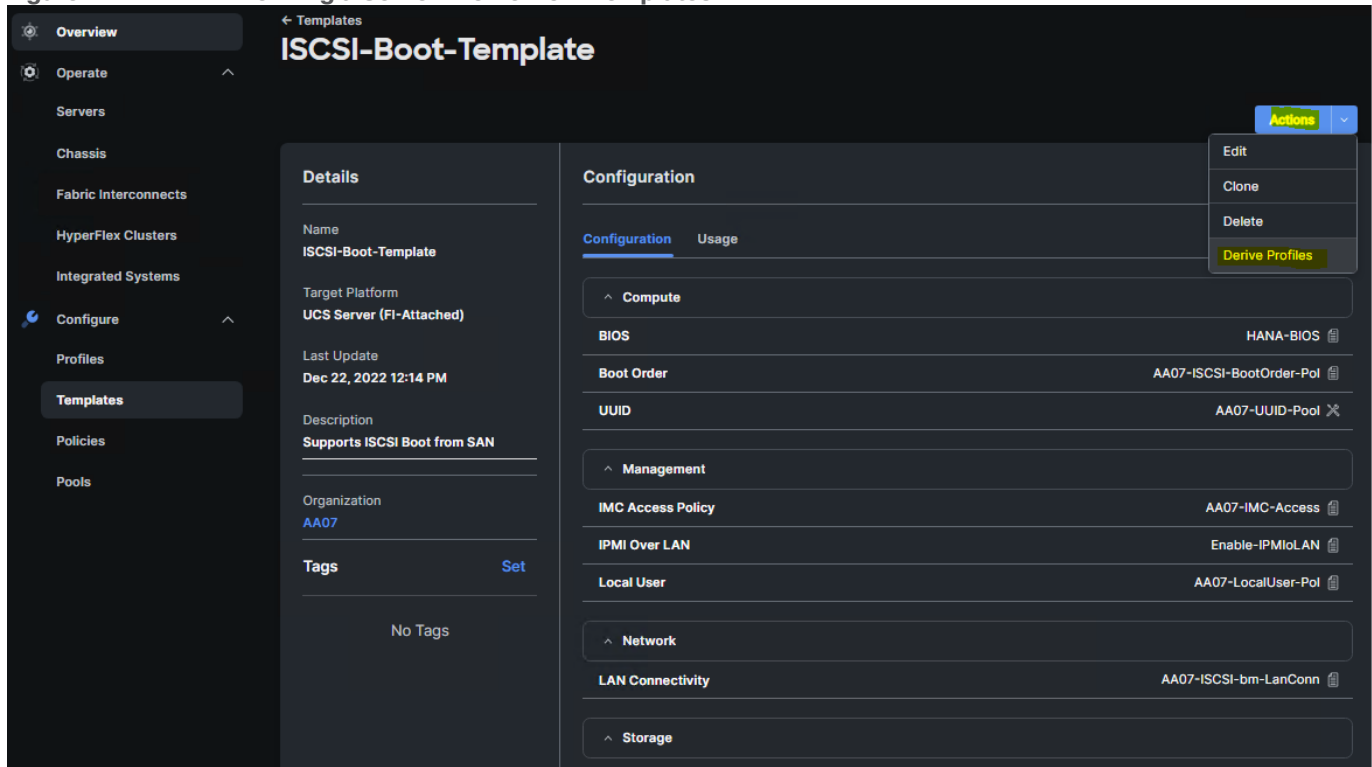 Overview
Operate
Servers
Chassis
Fabric Interconnects
HyperFlex Clusters
Integrated Systems
Configure
Profiles
Templates
Policies
Pools
← Templates
ISCSI-Boot-Template
Actions
Edit
Clone
Delete
Derive Profiles
Details
Name
ISCSI-Boot-Template
Target Platform
UCS Server (FI-Attached)
Last Update
Dec 22, 2022 12:14 PM
Description
Supports ISCSI Boot from SAN
Organization
AA07
Tags Set
No Tags
Configuration
Configuration Usage
Compute
BIOS HANA-BIOS
Boot Order AA07-ISCSI-BootOrder-Pol
UUID AA07-UUID-Pool
Management
IMC Access Policy AA07-IMC-Access
IPMI Over LAN Enable-IPMIoLAN
Local User AA07-LocalUser-Pol
Network
LAN Connectivity AA07-ISCSI-bm-LanConn
Storage